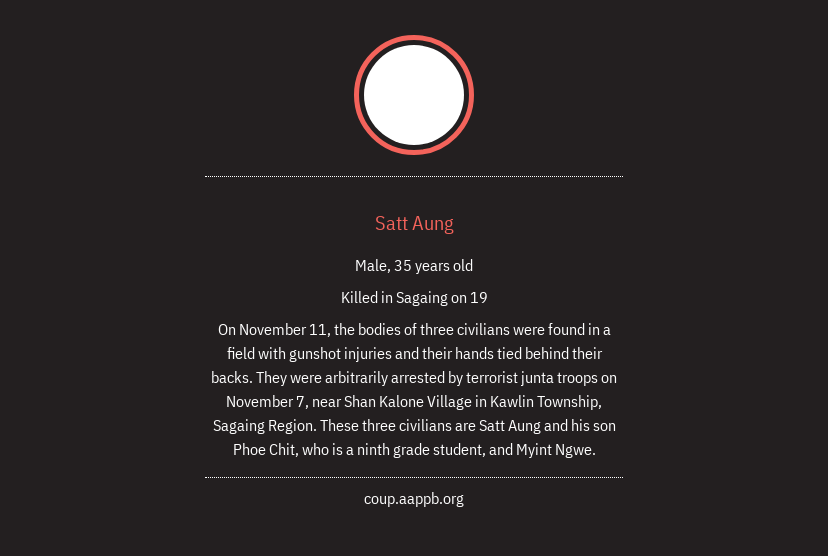 Satt Aung
Male, 35 years old
Killed in Sagaing on 19
On November 11, the bodies of three civilians were found in a
field with gunshot injuries and their hands tied behind their
backs. They were arbitrarily arrested by terrorist junta troops on
November 7, near Shan Kalone Village in Kawlin Township,
Sagaing Region. These three civilians are Satt Aung and his son
Phoe Chit, who is a ninth grade student, and Myint Ngwe.
coup.aappb.org